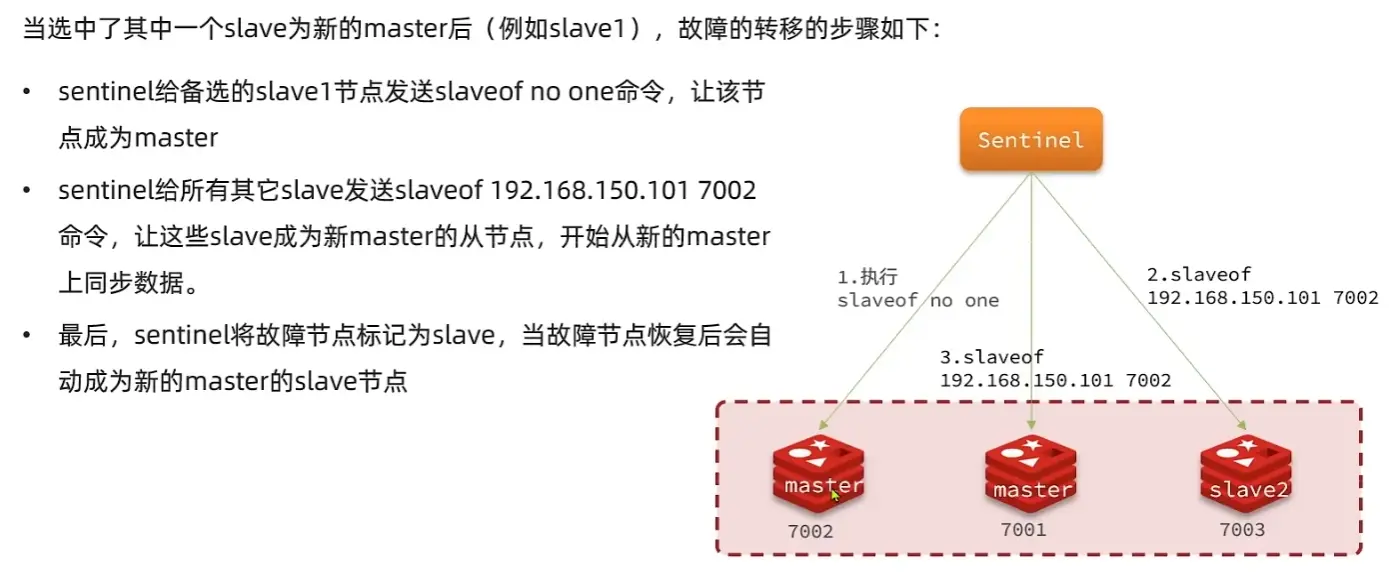 当选中了其中一个slave为新的master后（例如slave1），故障的转移的步骤如下：
• sentinel给备选的slave1节点发送slaveof no one命令，让该节
点成为master
• sentinel给所有其它slave发送slaveof 192.168.150.101 7002
命令，让这些slave成为新master的从节点，开始从新的master
上同步数据。
• 最后，sentinel将故障节点标记为slave，当故障节点恢复后会自
动成为新的master的slave节点
Sentinel
1.执行
slaveof no one
2.slaveof
192.168.150.101 7002
3.slaveof
192.168.150.101 7002
master
master
slave2
7002
7001
7003